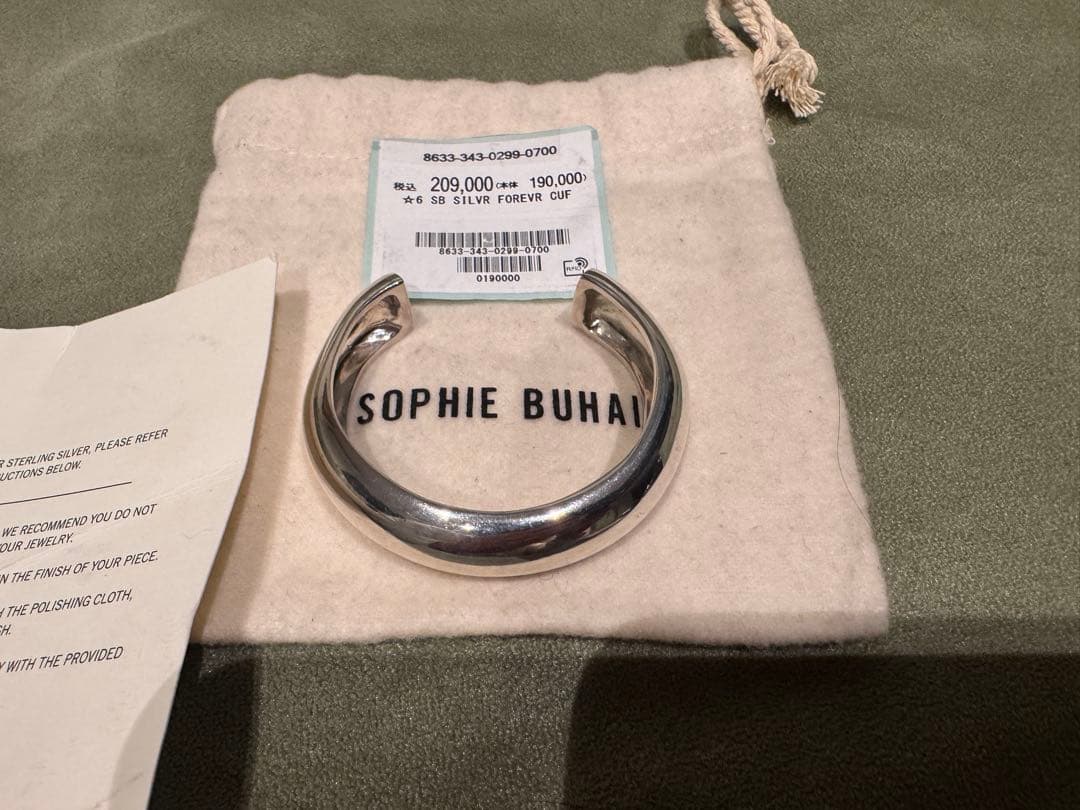 8633-343-0299-0700
税込 209,000(本体 190,000)
☆6 SB SILVR FOREVR CUF
8633-343-0299-0700
0190000
SOPHIE BUHAI
R STERLING SILVER, PLEASE REFER
UCTIONS BELOW.
WE RECOMMEND YOU DO NOT
OUR JEWELRY.
N THE FINISH OF YOUR PIECE.
H THE POLISHING CLOTH,
GH.
Y WITH THE PROVIDED